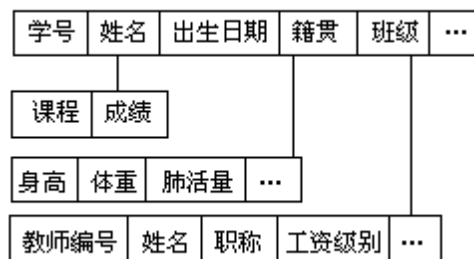 学号 姓名 出生日期 籍贯 班级 ···
课程 成绩
身高 体重 肺活量 ···
教师编号 姓名 职称 工资级别 ···